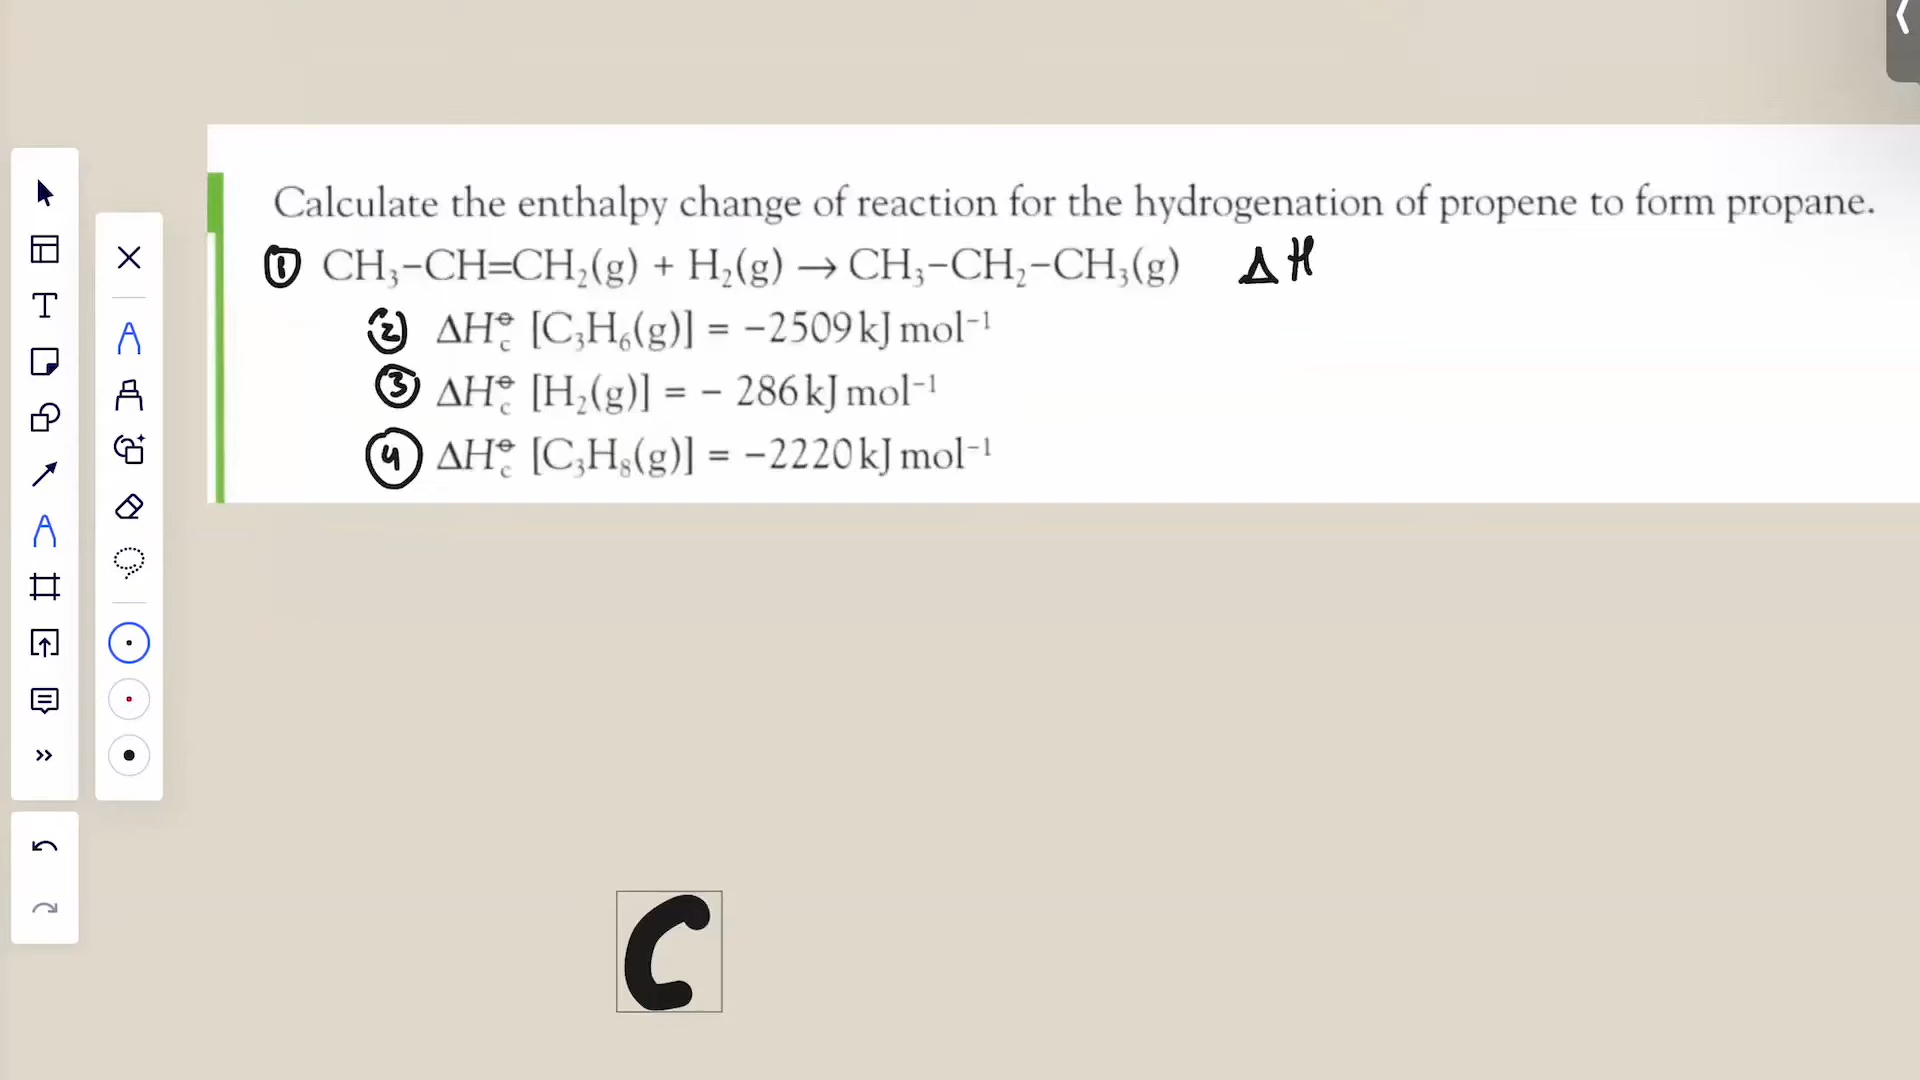 Calculate the enthalpy change of reaction for the hydrogenation of propene to form propane.
① CH₃–CH=CH₂(g) + H₂(g) → CH₃–CH₂–CH₃(g) ΔH
② ΔH꜀⦵ [C₃H₆(g)] = −2509 kJ mol⁻¹
③ ΔH꜀⦵ [H₂(g)] = − 286 kJ mol⁻¹
④ ΔH꜀⦵ [C₃H₈(g)] = −2220 kJ mol⁻¹
C